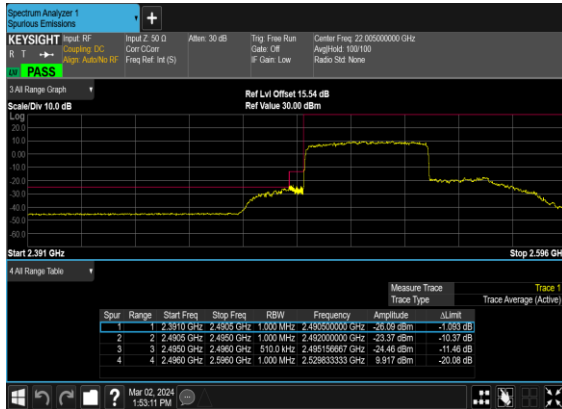 Spectrum Analyzer 1
Spurious Emissions
+
KEYSIGHT Input: RF Input Z: 50 Ω Atten: 30 dB Trig: Free Run Center Freq: 22.005000000 GHz
R T Coupling: DC Corr CCorr Gate: Off Avg|Hold: 100/100
Align: Auto/No RF Freq Ref: Int (S) IF Gain: Low Radio Std: None
PASS
3 All Range Graph Ref Lvl Offset 15.54 dB
Scale/Div 10.0 dB Ref Value 30.00 dBm
Log
20.0
10.0
0.00
-10.0
-20.0
-30.0
-40.0
-50.0
-60.0
Start 2.391 GHz Stop 2.596 GH
4 All Range Table
Measure Trace Trace 1
Trace Type Trace Average (Active)
Spur Range Start Freq Stop Freq RBW Frequency Amplitude ΔLimit
1 1 2.3910 GHz 2.4905 GHz 1.000 MHz 2.490500000 GHz -26.09 dBm -1.093 dB
2 2 2.4905 GHz 2.4950 GHz 1.000 MHz 2.492000000 GHz -23.37 dBm -10.37 dB
3 3 2.4950 GHz 2.4960 GHz 510.0 kHz 2.495156667 GHz -24.46 dBm -11.46 dB
4 4 2.4960 GHz 2.5960 GHz 1.000 MHz 2.529833333 GHz 9.917 dBm -20.08 dB
? Mar 02, 2024
1:53:11 PM